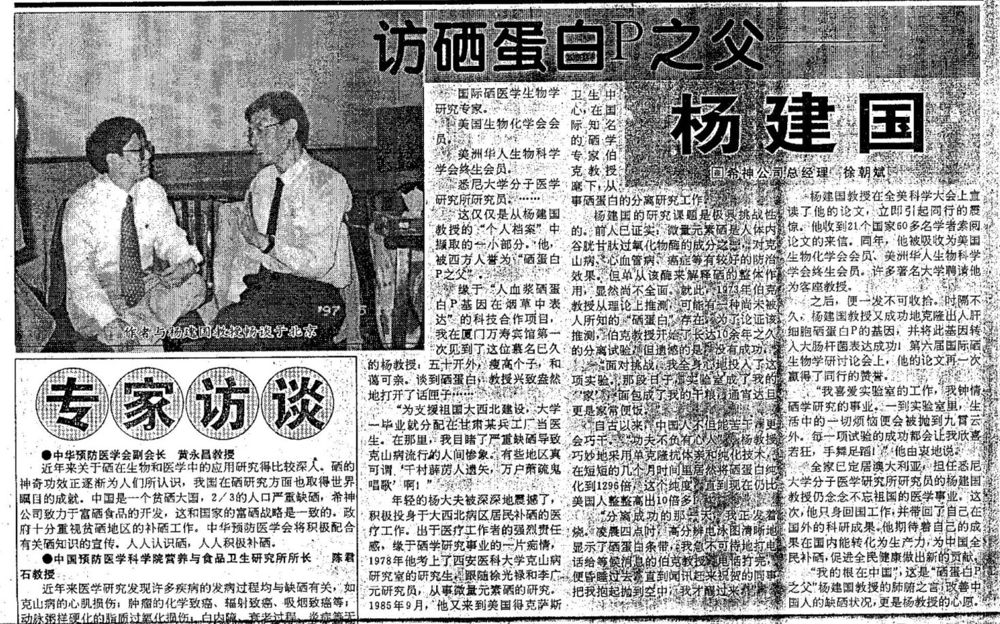 访硒蛋白P之父——
杨建国
希神公司总经理 徐朝斌
'97
作者与杨建国教授畅谈于北京
国际硒医学生物学
研究专家。
美国生物化学会会
员。
美洲华人生物科学
学会终生会员。
悉尼大学分子医学
研究所研究员。……
这仅仅是从杨建国
教授的“个人档案”中
撷取的一小部分。他,
被西方人誉为“硒蛋白
P之父”。
缘于“人血浆硒蛋
白P基因在烟草中表
达”的科技合作项目,
我在厦门万寿宾馆第一
次见到了这位慕名已久
的杨教授:五十开外,瘦高个子,和
蔼可亲。谈到硒蛋白,教授兴致盎然
地打开了话匣子……
“为支援祖国大西北建设,大学
一毕业就分配在甘肃某兵工厂当医
生。在那里,我目睹了严重缺硒导致
克山病流行的人间惨象。有些地区真
可谓‘千村薜荔人遗矢,万户萧疏鬼
唱歌’啊!”
年轻的杨大夫被深深地震撼了,
积极投身于大西北病区居民补硒的医
疗工作。出于医疗工作者的强烈责任
感,缘于硒学研究事业的一片痴情,
1978年他考上了西安医科大学克山病
研究室的研究生。跟随徐光禄和李广
元研究员,从事微量元素硒的研究。
1985年9月,他又来到美国得克萨斯
卫生中
心,在国
际知名
的硒学
专家伯
克教授
麾下,从
事硒蛋白的分离研究工作。
杨建国的研究课题是极具挑战性
的。前人已证实,微量元素硒是人体内
谷胱甘肽过氧化物酶的成分之一,对克
山病、心血管病、癌症等有较好的防治
效果。但单从该酶来解释硒的整体作
用,显然尚不全面。就此,1973年伯克
教授从理论上推测,可能有一种尚未被
人所知的“硒蛋白”存在。为了论证该
推测,伯克教授开始了长达10余年之久
的分离试验,但遗憾的是,没有成功。
“面对挑战,我全身心地投入了这
项实验。那段日子,实验室成了我的
‘家’,面包成了我的干粮,通宵达旦
更是家常便饭。”
自古以来,中国人不但能苦干,更
会巧干。“功夫不负有心人”,杨教授
巧妙地采用单克隆抗体亲和纯化技术,
在短短的几个月时间里居然将硒蛋白纯
化到1296倍,这个纯度,直到现在仍比
美国人整整高出10倍多!
“分离成功的那一天,我正发着
烧。凌晨四点时,高分辨电泳图清晰地
显示了硒蛋白条带,我急不可待地打电
话给等候消息的伯克教授,电话打完,
便昏睡过去。直到闻讯赶来祝贺的同事
把我抱起抛到空中,我才醒过来。”
杨建国教授在全美科学大会上宣
读了他的论文,立即引起同行的震
惊。他收到21个国家60多名学者索阅
论文的来信。同年,他被吸收为美国
生物化学会会员、美洲华人生物科学
学会终生会员。许多著名大学聘请他
为客座教授。
之后,便一发不可收拾。时隔不
久,杨建国教授又成功地克隆出人肝
细胞硒蛋白P的基因,并将此基因转
入大肠杆菌表达成功!第六届国际硒
生物学研讨论会上,他的论文再一次
赢得了同行的赞誉。
“我喜爱实验室的工作,我钟情
硒学研究的事业。一到实验室里,生
活中的一切烦恼便会被抛到九霄云
外。每一项试验的成功都会让我欣喜
若狂,手舞足蹈!”他由衷地说。
全家已定居澳大利亚,担任悉尼
大学分子医学研究所研究员的杨建国
教授仍念念不忘祖国的医学事业。这
次,他只身回国工作,并带回了自己在
国外的科研成果。他期待着自己的成
果在国内能转化为生产力,为中国全
民补硒,促进全民健康做出新的贡献。
“我的根在中国”,这是“硒蛋白P
之父”杨建国教授的肺腑之言;改善中
国人的缺硒状况,更是杨教授的心愿。
专家访谈
●中华预防医学会副会长 黄永昌教授
近年来关于硒在生物和医学中的应用研究得比较深入。硒的
神奇功效正逐渐为人们所认识,我国在硒研究方面也取得世界
瞩目的成就。中国是一个贫硒大国,2/3的人口严重缺硒,希神
公司致力于富硒食品的开发,这和国家的富硒战略是一致的。政
府十分重视贫硒地区的补硒工作。中华预防医学会将积极配合
有关硒知识的宣传。人人认识硒,人人积极补硒。
●中国预防医学科学院营养与食品卫生研究所所长 陈君
石教授
近年来医学研究发现许多疾病的发病过程均与缺硒有关,如
克山病的心肌损伤;肿瘤的化学致癌、辐射致癌、吸烟致癌等;
动脉粥样硬化的脂质过氧化损伤;白内障、衰老过程、炎症等无